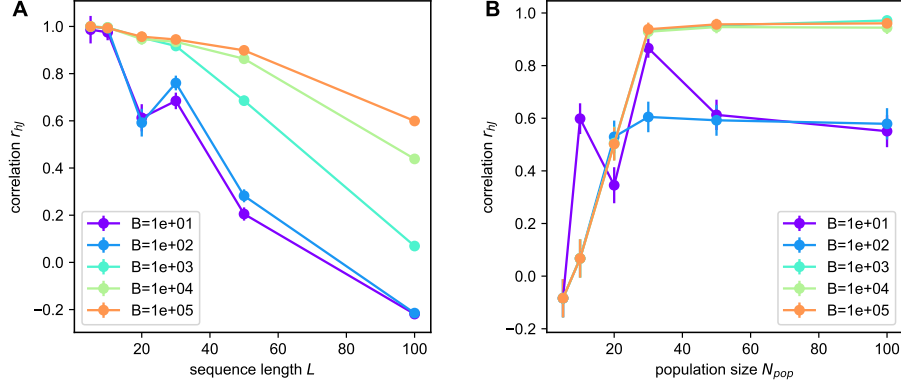 A
correlation r_hj
1.0
0.8
0.6
0.4
0.2
0.0
−0.2
B=1e+01
B=1e+02
B=1e+03
B=1e+04
B=1e+05
20
40
60
80
100
sequence length L
B
correlation r_hj
1.0
0.8
0.6
0.4
0.2
0.0
−0.2
B=1e+01
B=1e+02
B=1e+03
B=1e+04
B=1e+05
20
40
60
80
100
population size N_pop